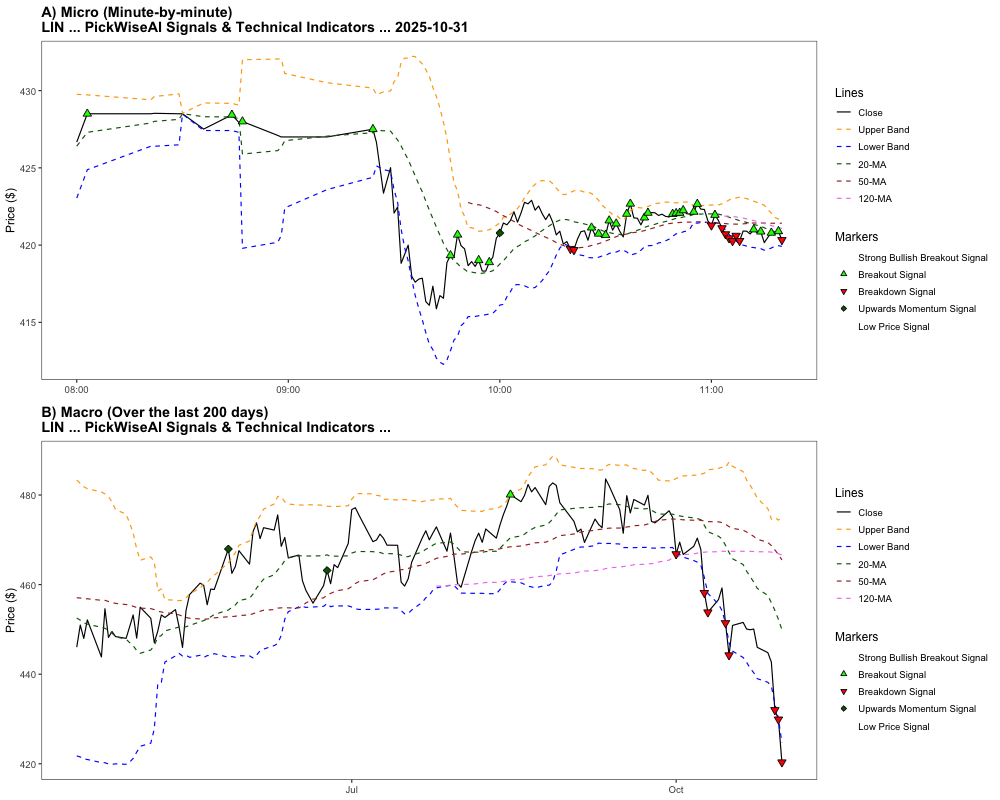 A) Micro (Minute-by-minute)
LIN ... PickWiseAI Signals & Technical Indicators ... 2025-10-31
Price ($)
430
425
420
415
08:00
09:00
10:00
11:00
Lines
Close
Upper Band
Lower Band
20-MA
50-MA
120-MA
Markers
Strong Bullish Breakout Signal
Breakout Signal
Breakdown Signal
Upwards Momentum Signal
Low Price Signal
B) Macro (Over the last 200 days)
LIN ... PickWiseAI Signals & Technical Indicators ...
Price ($)
480
460
440
420
Jul
Oct
Lines
Close
Upper Band
Lower Band
20-MA
50-MA
120-MA
Markers
Strong Bullish Breakout Signal
Breakout Signal
Breakdown Signal
Upwards Momentum Signal
Low Price Signal